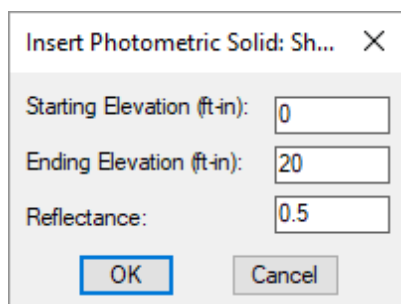 Insert Photometric Solid: Sh...
Starting Elevation (ft-in): 0
Ending Elevation (ft-in): 20
Reflectance: 0.5
OK Cancel